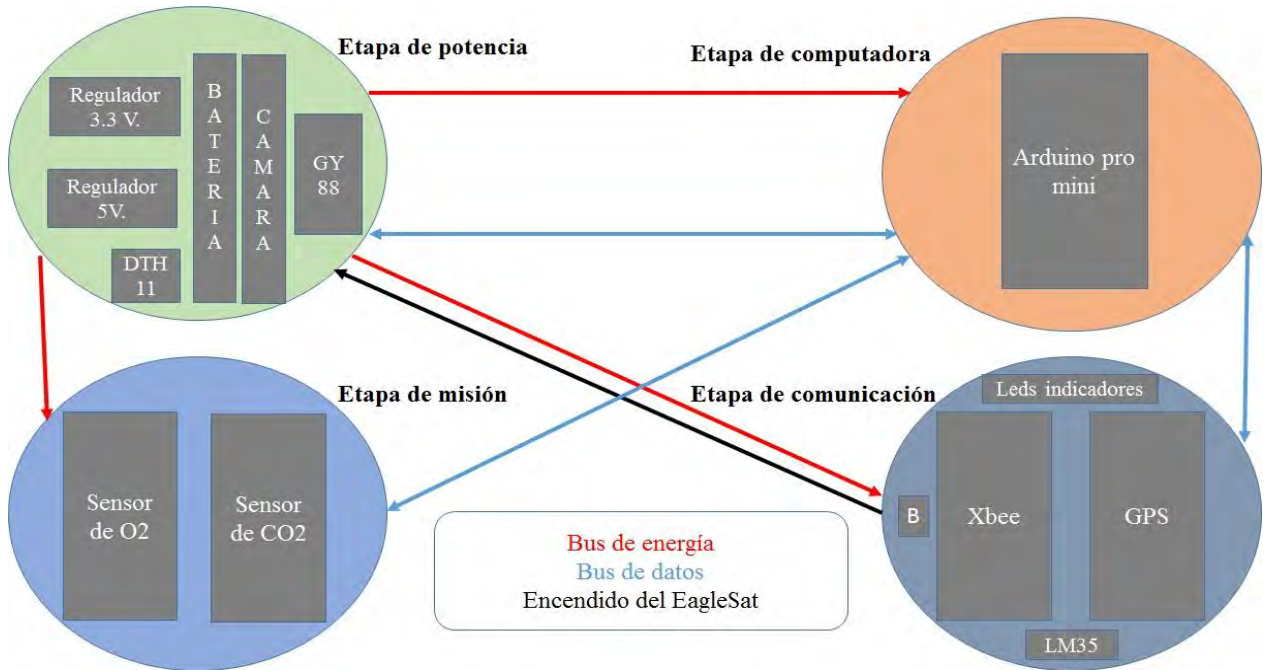 Etapa de potencia
Regulador
3.3 V.
Regulador
5V.
DTH
11
B
A
T
E
R
I
A
C
A
M
A
R
A
GY
88
Etapa de computadora
Arduino pro
mini
Etapa de misión
Sensor
de O2
Sensor
de CO2
Etapa de comunicación
Leds indicadores
B
Xbee
GPS
LM35
Bus de energía
Bus de datos
Encendido del EagleSat